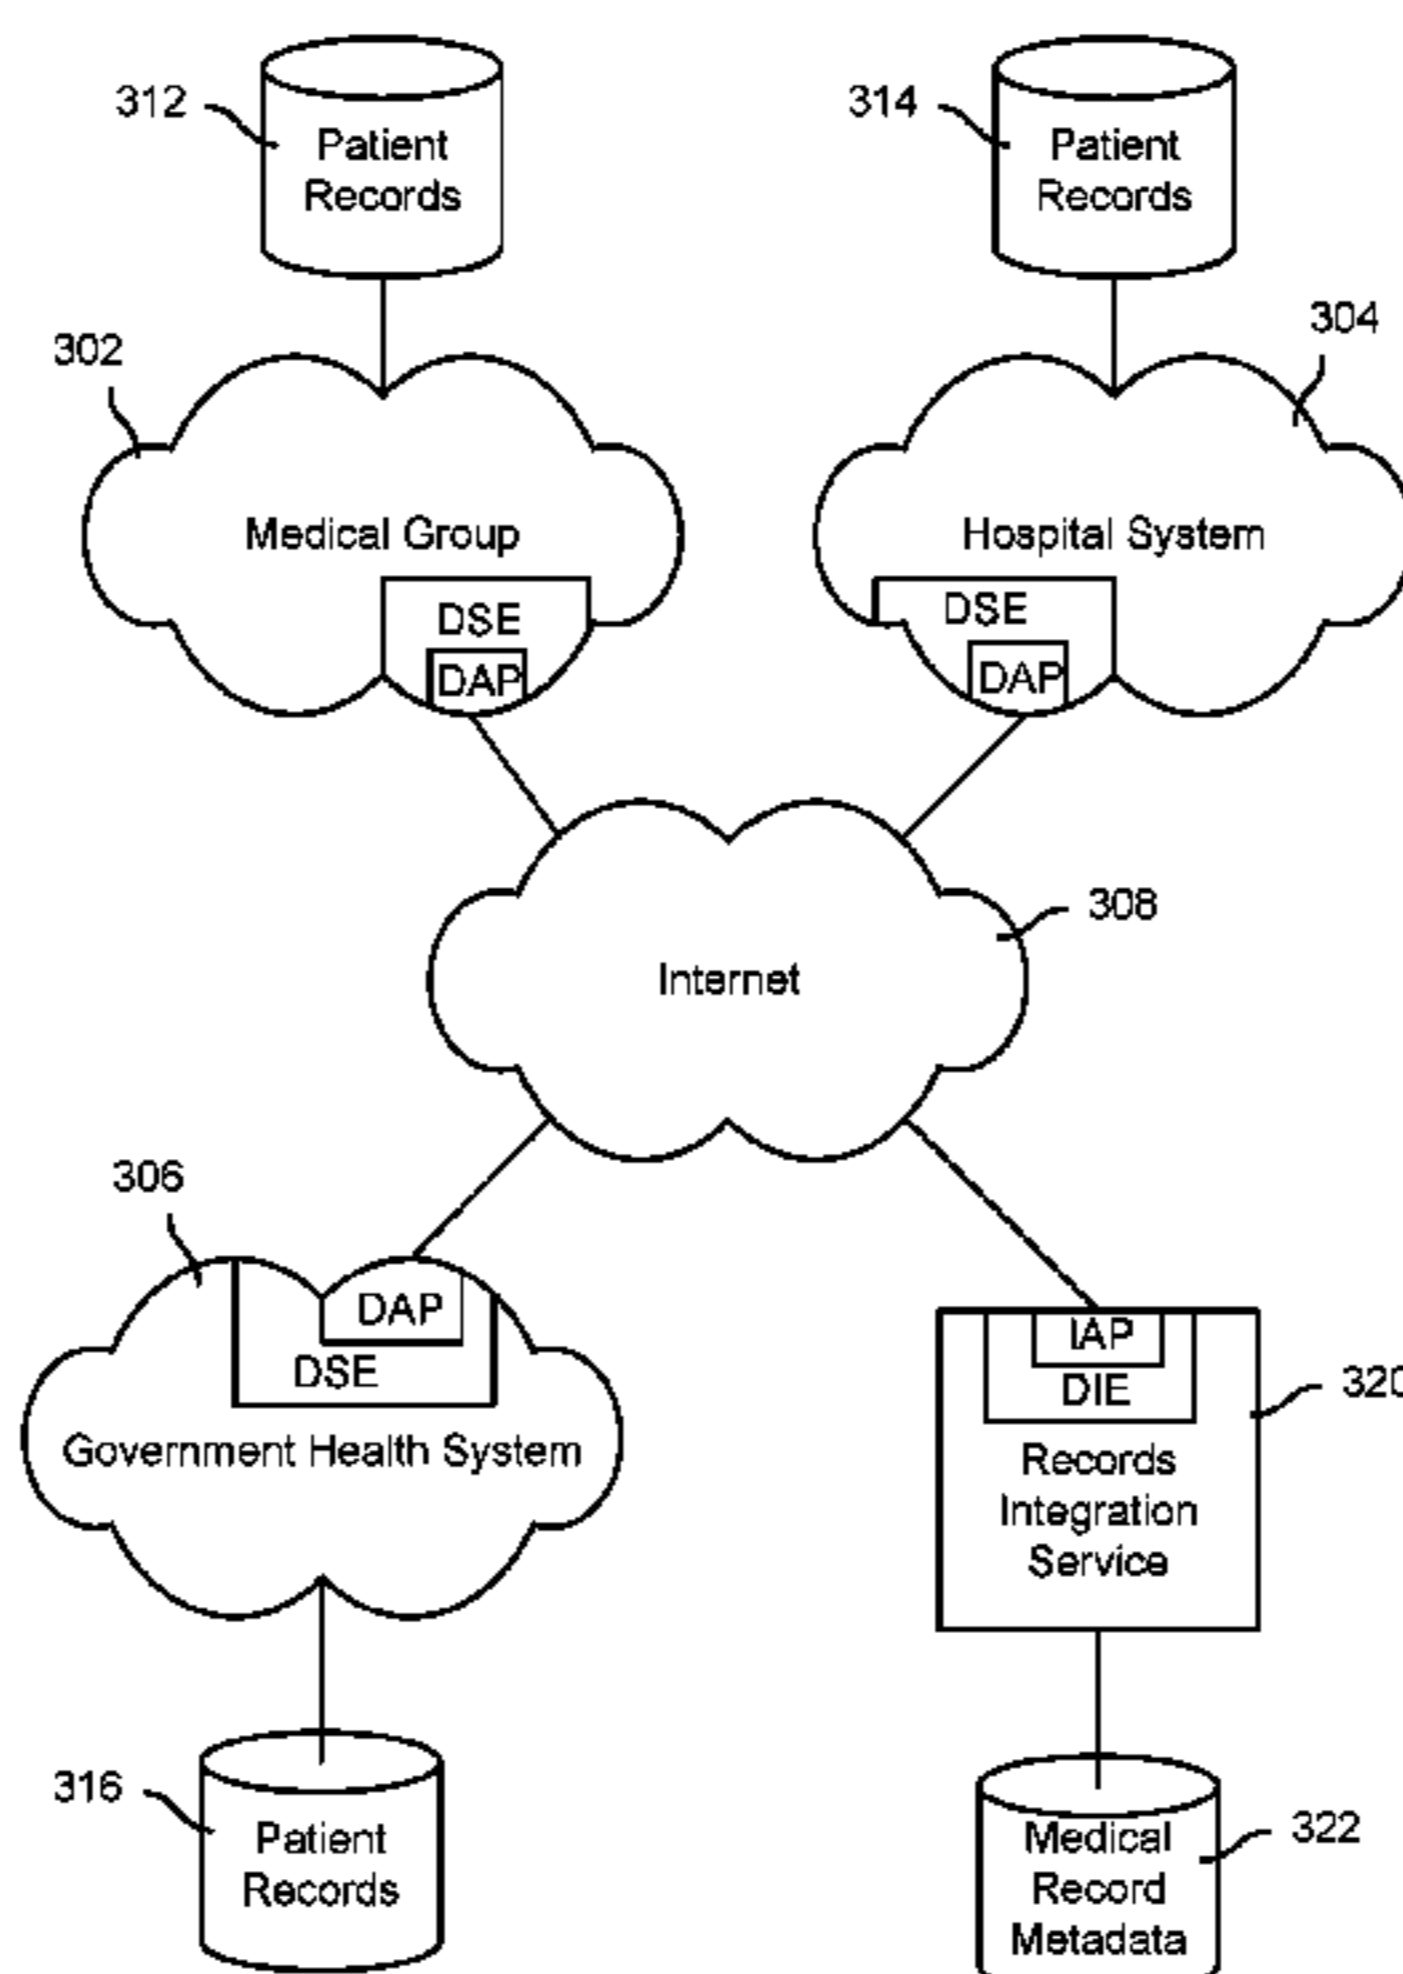 312
Patient
Records
314
Patient
Records
302
304
Medical Group
Hospital System
DSE
DAP
DSE
DAP
308
Internet
306
DAP
DSE
Government Health System
IAP
DIE
320
Records
Integration
Service
316
Patient
Records
322
Medical
Record
Metadata